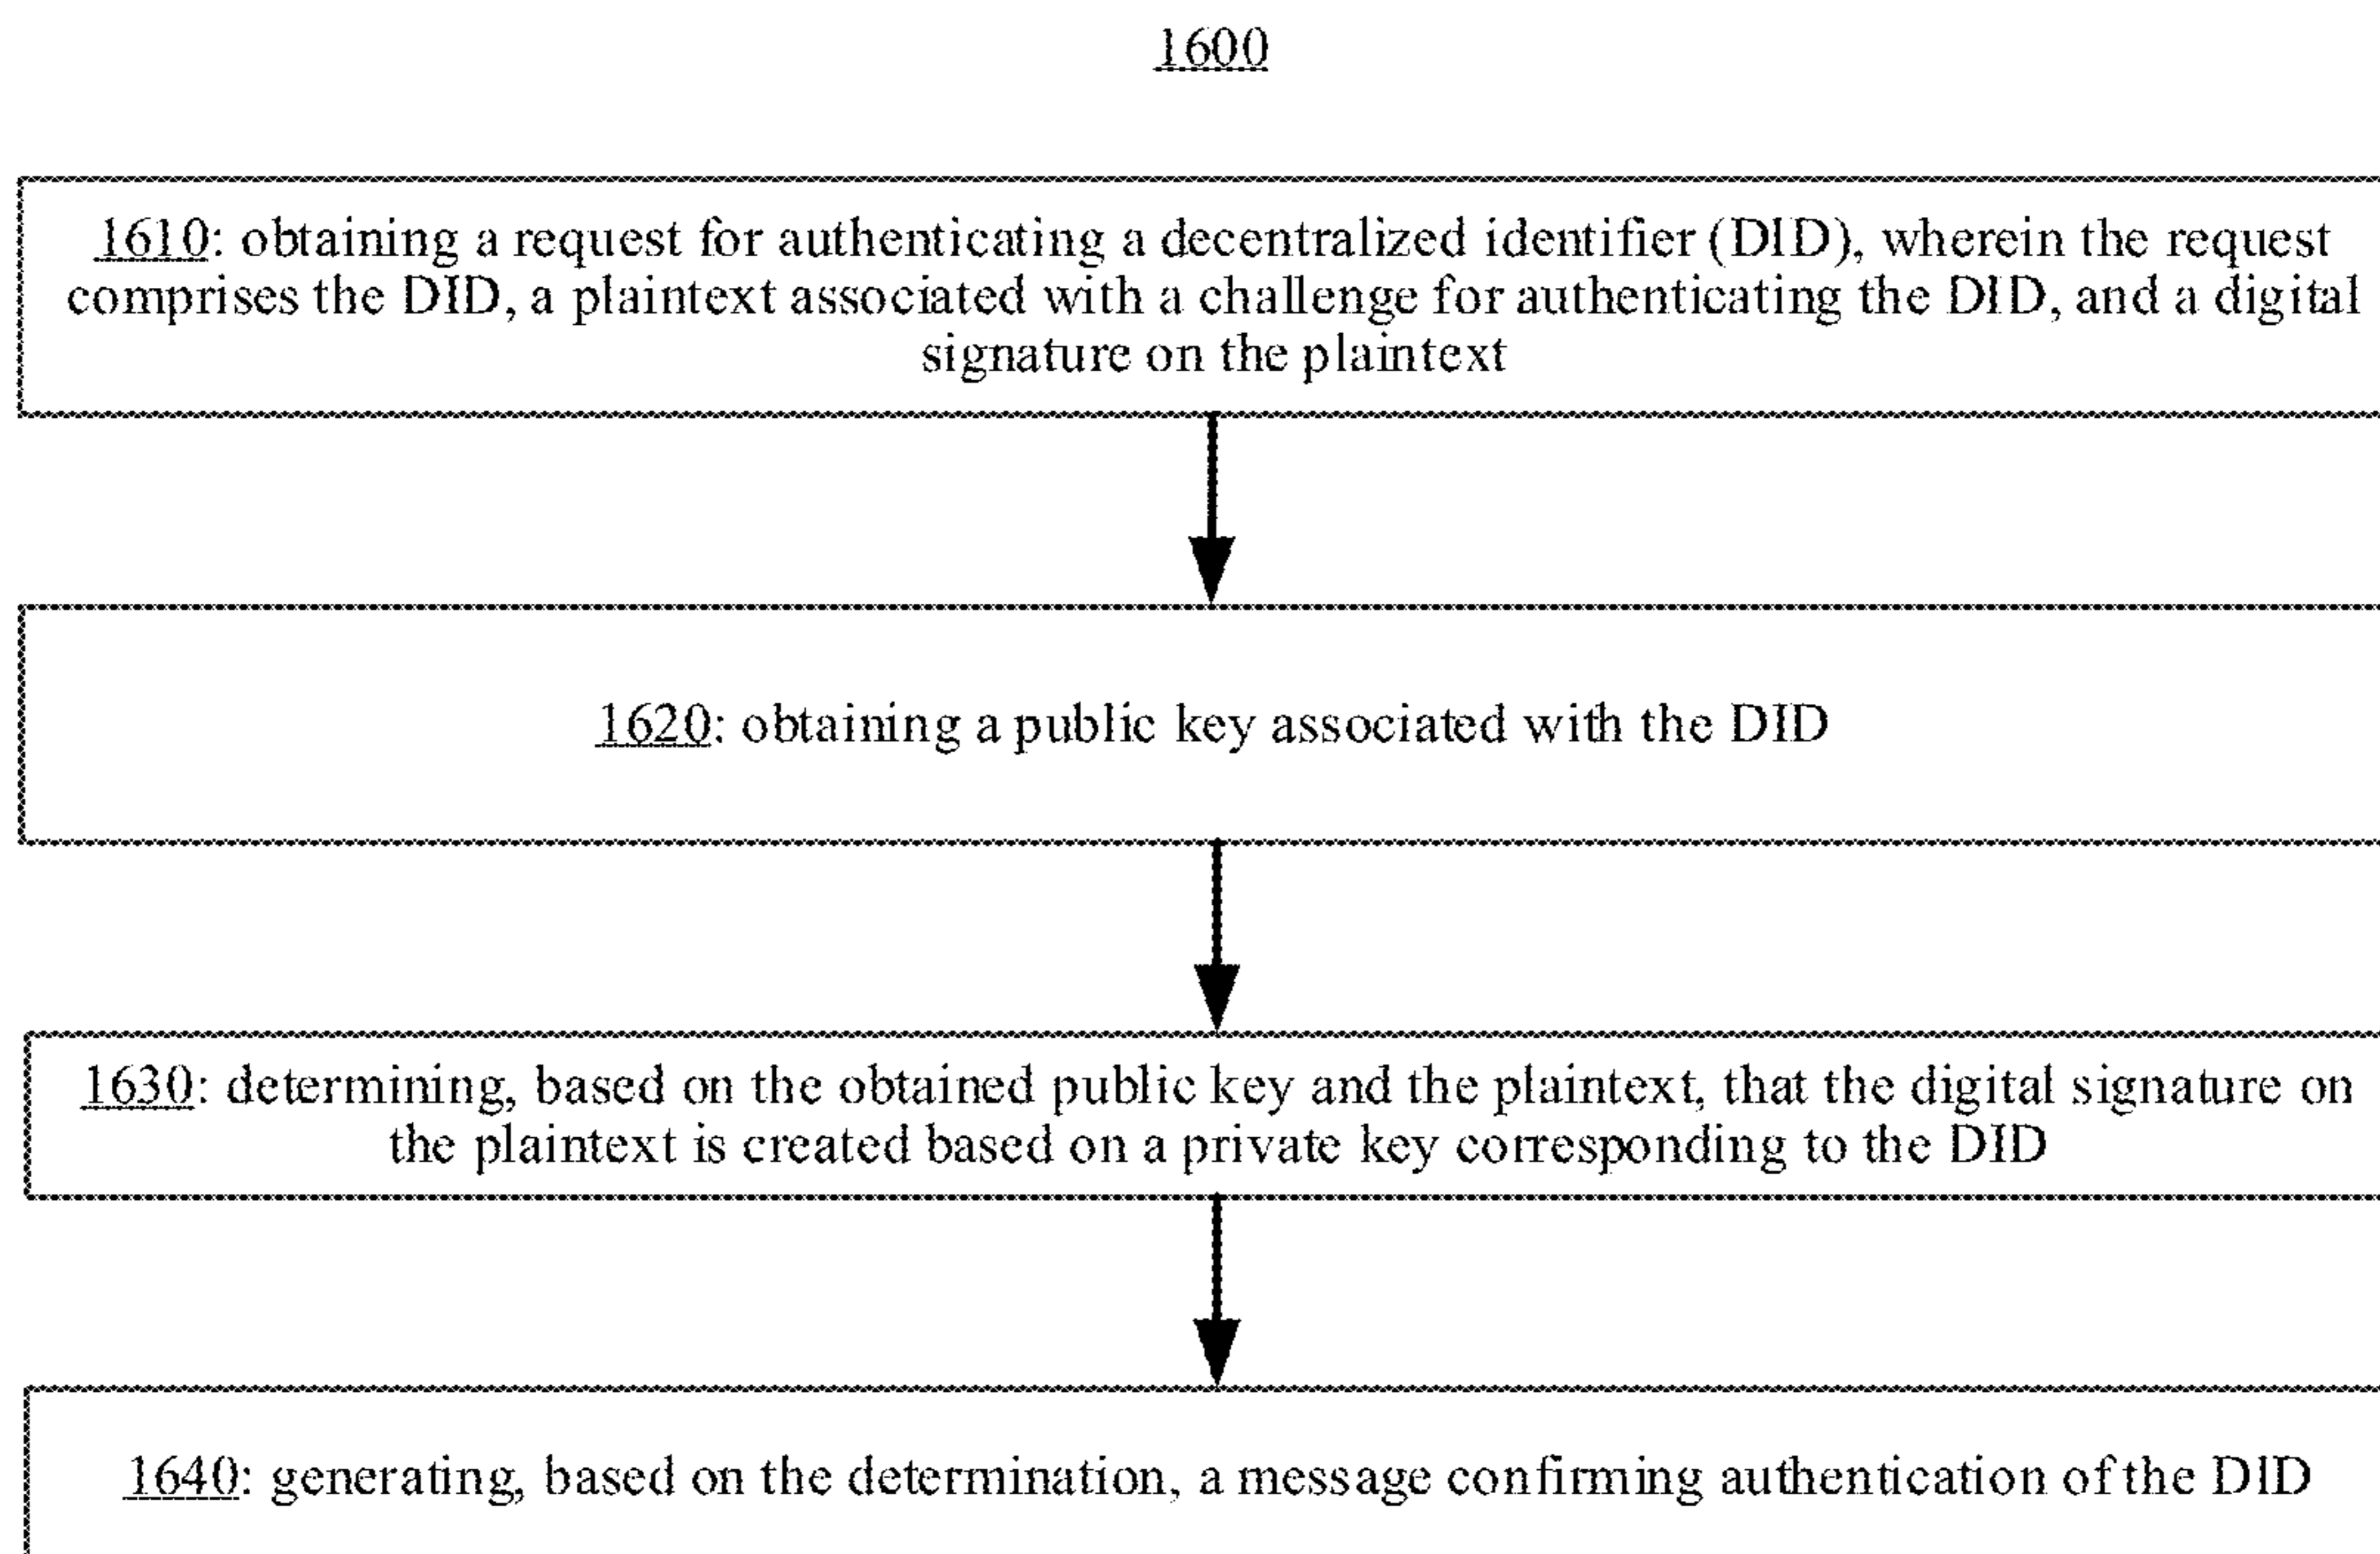 1600
1610: obtaining a request for authenticating a decentralized identifier (DID), wherein the request
comprises the DID, a plaintext associated with a challenge for authenticating the DID, and a digital
signature on the plaintext
1620: obtaining a public key associated with the DID
1630: determining, based on the obtained public key and the plaintext, that the digital signature on
the plaintext is created based on a private key corresponding to the DID
1640: generating, based on the determination, a message confirming authentication of the DID